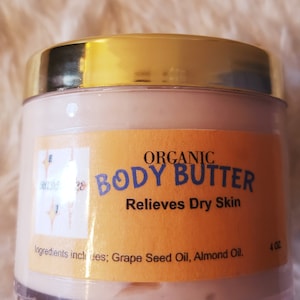 ORGANIC
BODY BUTTER
Relieves Dry Skin
Ingredients includes; Grape Seed Oil, Almond Oil.
4 OZ